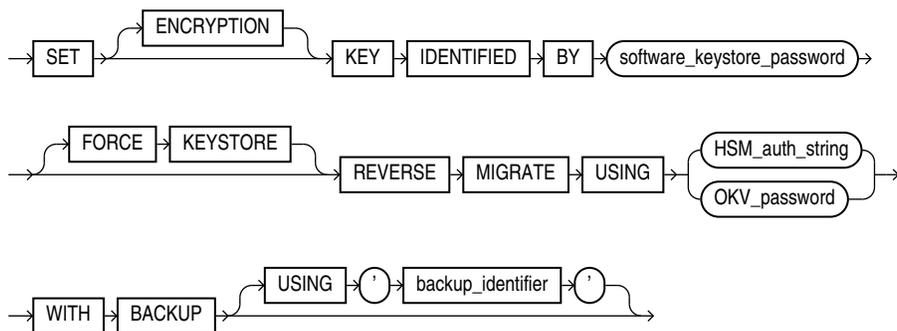 ENCRYPTION
SET KEY IDENTIFIED BY software_keystore_password
FORCE KEYSTORE
REVERSE MIGRATE USING
HSM_auth_string
OKV_password
USING ' backup_identifier '
WITH BACKUP